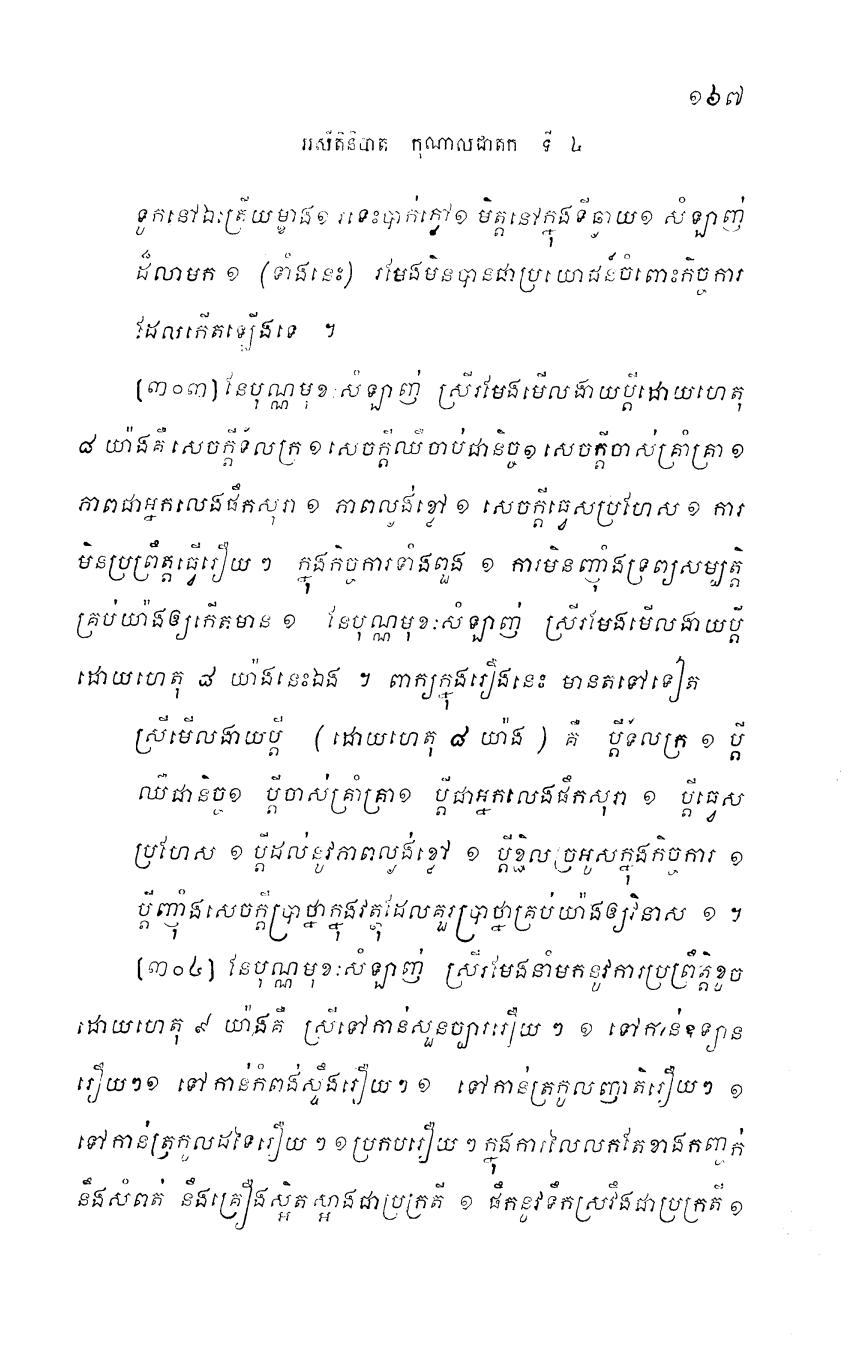 ១៦៧
អសីតិនិបាត កុណាលជាតក ទី ៤
ទូកនៅឯត្រើយម្ខាង១ រទេះបាក់ភ្លៅ១ មិត្តនៅក្នុងទីឆ្ងាយ១ សំឡាញ់
ដ៏លាមក ១ (ទាំងនេះ) រមែងមិនបានជាប្រយោជន៍ចំពោះកិច្ចការ
ដែលកើតឡើងទេ ។
(៣០៣) នែបុណ្ណមុខៈសំឡាញ់ ស្រីរមែងមើលងាយប្តីដោយហេតុ
៨ យ៉ាងគឺ សេចក្តីទ័លក្រ ១ សេចក្តីឈឺចាប់ជានិច្ច១ សេចក្តីចាស់គ្រាំគ្រា ១
ភាពជាអ្នកលេងផឹកសុរា ១ ភាពល្ងង់ខ្លៅ ១ សេចក្តីធ្វេសប្រហែស ១ ការ
មិនប្រព្រឹត្តធ្វើរឿយ ៗ ក្នុងកិច្ចការទាំងពួង ១ ការមិនញ៉ាំងទ្រព្យសម្បត្តិ
គ្រប់យ៉ាងឲ្យកើតមាន ១ នែបុណ្ណមុខៈសំឡាញ់ ស្រីរមែងមើលងាយប្តី
ដោយហេតុ ៨ យ៉ាងនេះឯង ។ ពាក្យក្នុងរឿងនេះ មានតទៅទៀត
ស្រីមើលងាយប្តី (ដោយហេតុ ៨ យ៉ាង) គឺ ប្តីទ័លក្រ ១ ប្តី
ឈឺជានិច្ច១ ប្តីចាស់គ្រាំគ្រា១ ប្តីជាអ្នកលេងផឹកសុរា ១ ប្តីធ្វេស
ប្រហែស ១ ប្តីដល់នូវភាពល្ងង់ខ្លៅ ១ ប្តីខ្ជិលច្រអូសក្នុងកិច្ចការ ១
ប្តីញ៉ាំងសេចក្តីប្រាថ្នាក្នុងវត្ថុដែលគួរប្រាថ្នាគ្រប់យ៉ាងឲ្យវិនាស ១ ។
(៣០៤) នែបុណ្ណមុខៈសំឡាញ់ ស្រីរមែងនាំមកនូវការប្រព្រឹត្តិខូច
ដោយហេតុ ៩ យ៉ាងគឺ ស្រីទៅកាន់សួនច្បាររឿយ ៗ ១ ទៅកាន់ឧទ្យាន
រឿយៗ១ ទៅកាន់កំពង់ស្ទឹងរឿយៗ ១ ទៅកាន់ត្រកូលញាតិរឿយៗ ១
ទៅកាន់ត្រកូលដទៃរឿយ ៗ ១ ប្រកបរឿយ ៗ ក្នុងការលៃលកតែខាងកញ្ចក់
នឹងសំពត់ នឹងគ្រឿងស្អិតស្អាងជាប្រក្រតី ១ ផឹកនូវទឹកស្រវឹងជាប្រក្រតី ១